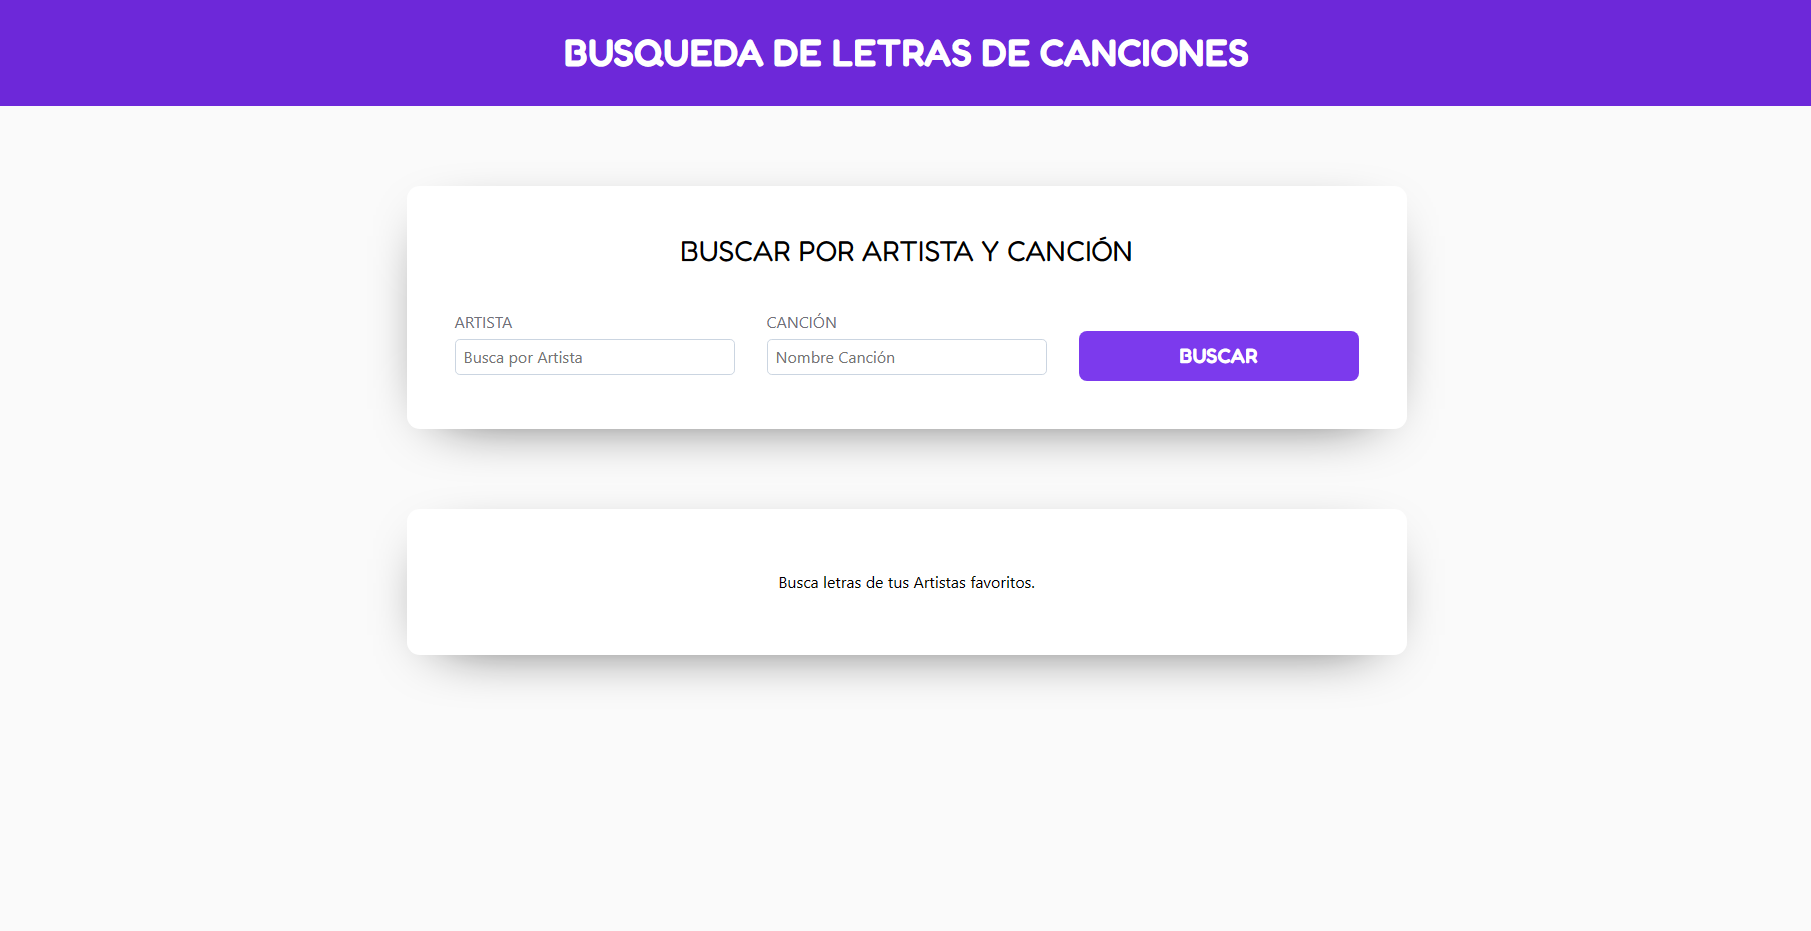 BUSQUEDA DE LETRAS DE CANCIONES
BUSCAR POR ARTISTA Y CANCIÓN
ARTISTA
Busca por Artista
CANCIÓN
Nombre Canción
BUSCAR
Busca letras de tus Artistas favoritos.